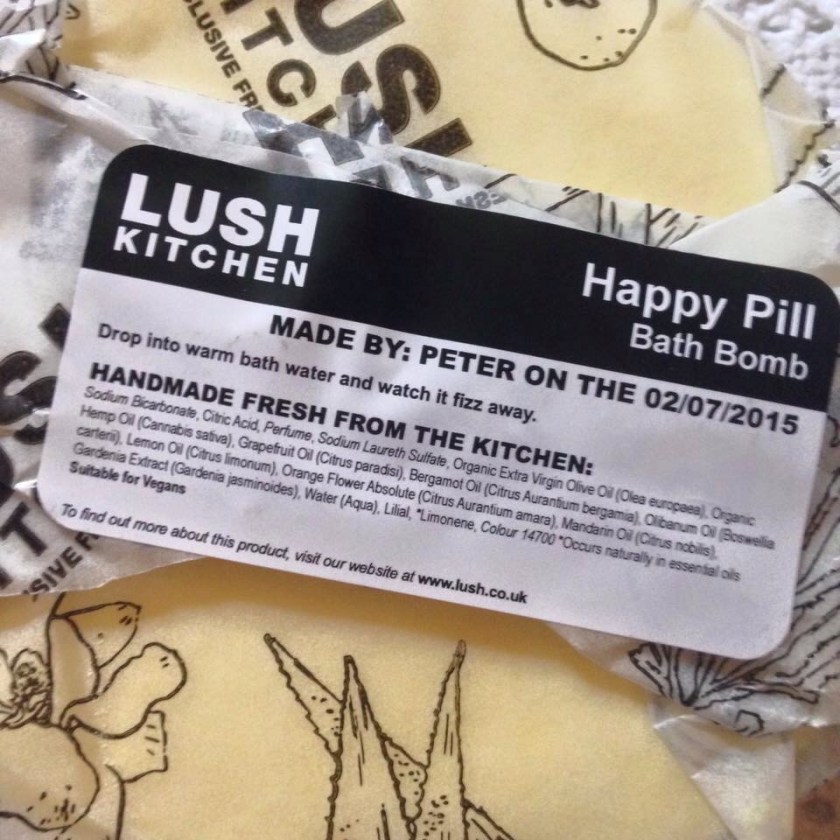 LUSH
KITCHEN
LUSH
KITCHEN
Happy Pill
Bath Bomb
MADE BY: PETER ON THE 02/07/2015
Drop into warm bath water and watch it fizz away.
HANDMADE FRESH FROM THE KITCHEN:
Sodium Bicarbonate, Citric Acid, Perfume, Sodium Laureth Sulfate, Organic Extra Virgin Olive Oil (Olea europaea), Organic
Hemp Oil (Cannabis sativa), Grapefruit Oil (Citrus paradisi), Bergamot Oil (Citrus Aurantium bergamia), Olibanum Oil (Boswellia
carterii), Lemon Oil (Citrus limonum), Orange Flower Absolute (Citrus Aurantium amara), Mandarin Oil (Citrus nobilis),
Gardenia Extract (Gardenia jasminoides), Water (Aqua), Lilial, *Limonene, Colour 14700 *Occurs naturally in essential oils
Suitable for Vegans
To find out more about this product, visit our website at www.lush.co.uk